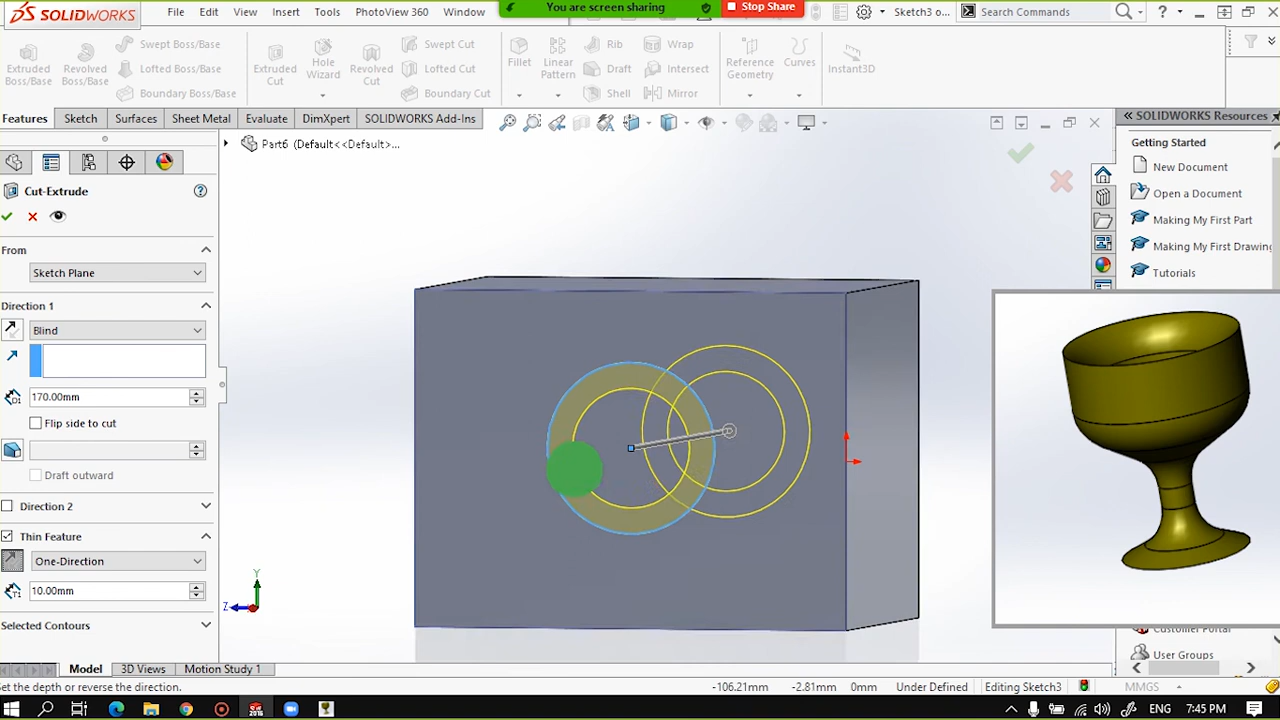 SOLIDWORKS
File Edit View Insert Tools PhotoView 360 Window
You are screen sharing
Stop Share
Sketch3 o...
Search Commands
Extruded Boss/Base
Revolved Boss/Base
Swept Boss/Base
Lofted Boss/Base
Boundary Boss/Base
Extruded Cut
Hole Wizard
Revolved Cut
Swept Cut
Lofted Cut
Boundary Cut
Fillet
Linear Pattern
Rib
Draft
Shell
Wrap
Intersect
Mirror
Reference Geometry
Curves
Instant3D
Features Sketch Surfaces Sheet Metal Evaluate DimXpert SOLIDWORKS Add-Ins
Part6 (Default<<Default>...
SOLIDWORKS Resources
Getting Started
New Document
Open a Document
Making My First Part
Making My First Drawing
Tutorials
Customer Portal
User Groups
Cut-Extrude
From
Sketch Plane
Direction 1
Blind
D1
170.00mm
Flip side to cut
Draft outward
Direction 2
Thin Feature
One-Direction
T1
10.00mm
Selected Contours
Y
Z
Model 3D Views Motion Study 1
Set the depth or reverse the direction.
-106.21mm -2.81mm 0mm Under Defined Editing Sketch3 MMGS
2016
ENG 7:45 PM